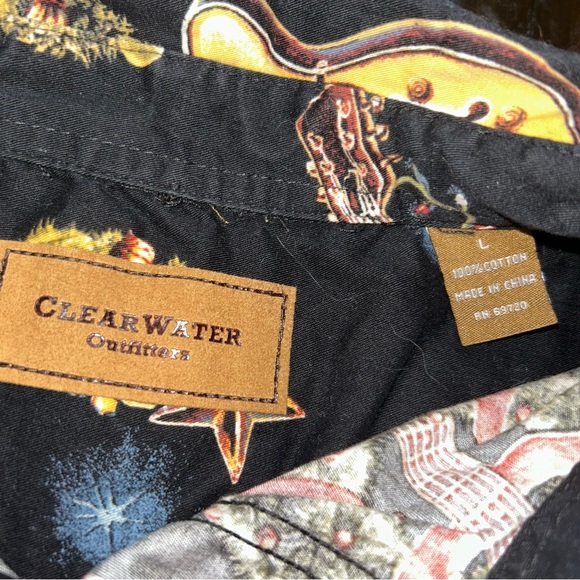 CLEARWATER
Outfitters
L
100% COTTON
MADE IN CHINA
RN 69720